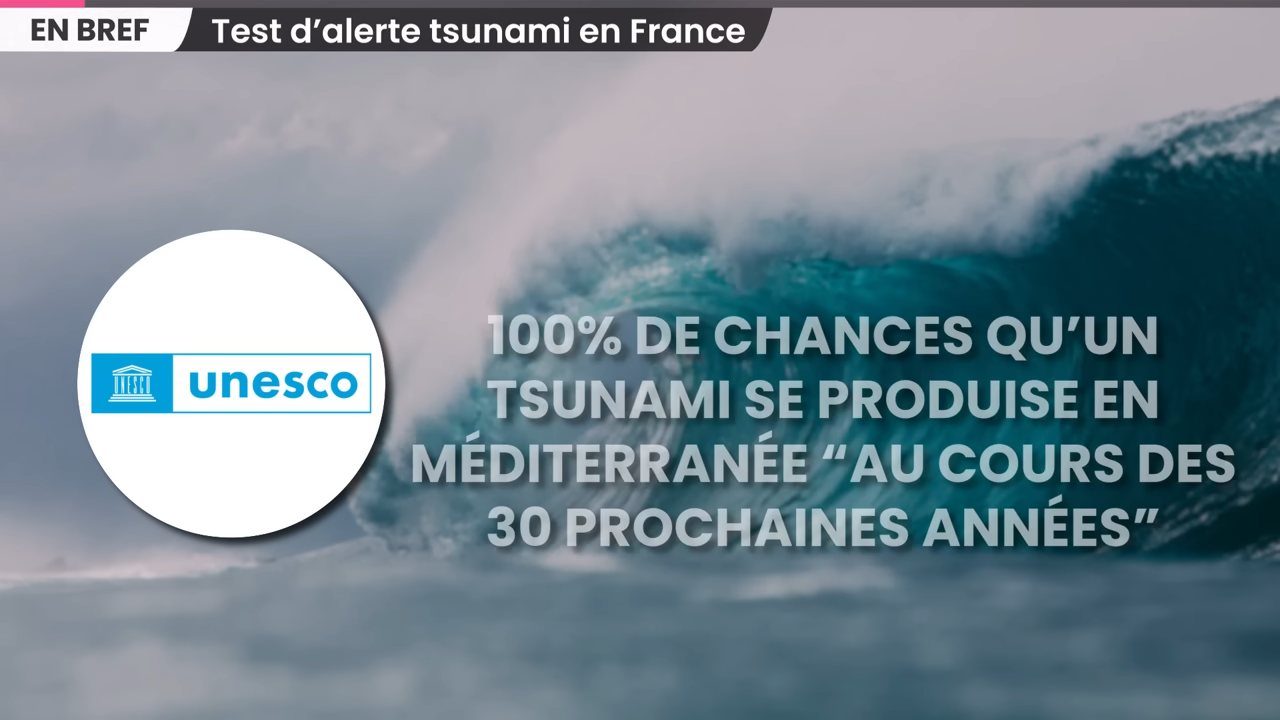 EN BREF
Test d’alerte tsunami en France
unesco
100% DE CHANCES QU’UN
TSUNAMI SE PRODUISE EN
MÉDITERRANÉE “AU COURS DES
30 PROCHAINES ANNÉES”